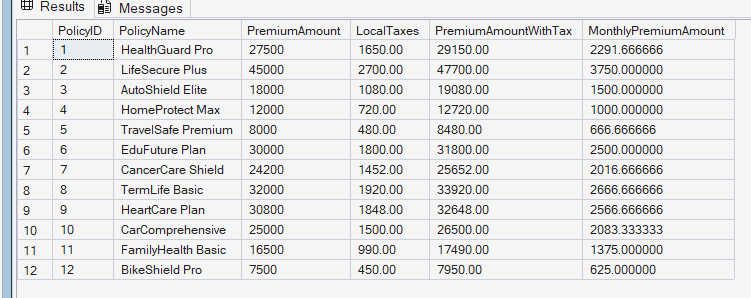 Results Messages
PolicyID PolicyName PremiumAmount LocalTaxes PremiumAmountWithTax MonthlyPremiumAmount
1 1 HealthGuard Pro 27500 1650.00 29150.00 2291.666666
2 2 LifeSecure Plus 45000 2700.00 47700.00 3750.000000
3 3 AutoShield Elite 18000 1080.00 19080.00 1500.000000
4 4 HomeProtect Max 12000 720.00 12720.00 1000.000000
5 5 TravelSafe Premium 8000 480.00 8480.00 666.666666
6 6 EduFuture Plan 30000 1800.00 31800.00 2500.000000
7 7 CancerCare Shield 24200 1452.00 25652.00 2016.666666
8 8 TermLife Basic 32000 1920.00 33920.00 2666.666666
9 9 HeartCare Plan 30800 1848.00 32648.00 2566.666666
10 10 CarComprehensive 25000 1500.00 26500.00 2083.333333
11 11 FamilyHealth Basic 16500 990.00 17490.00 1375.000000
12 12 BikeShield Pro 7500 450.00 7950.00 625.000000